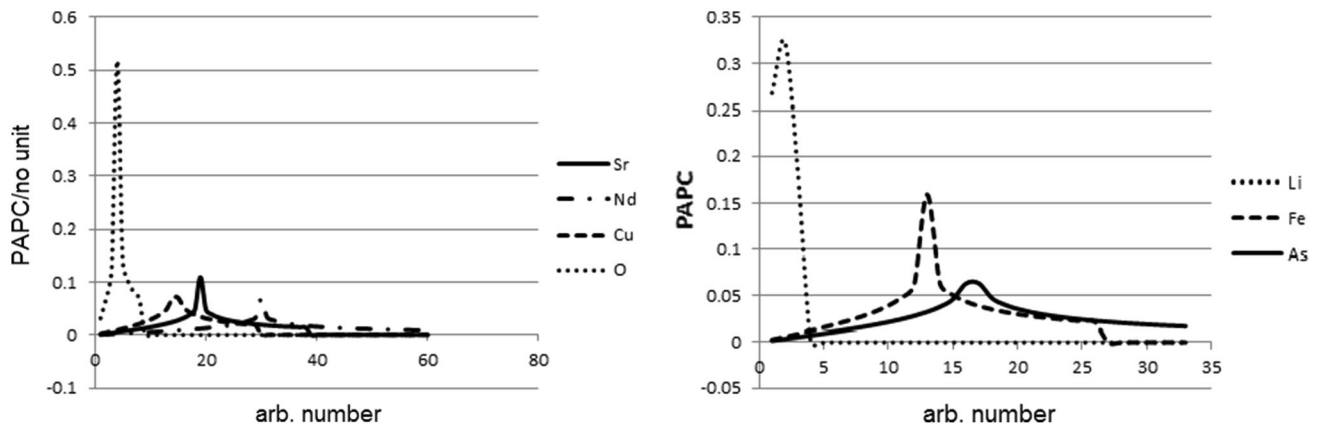 0.6
0.5
0.4
0.3
0.2
0.1
0
-0.1
0 20 40 60 80
PAPC/no unit
arb. number
Sr
Nd
Cu
O
0.35
0.3
0.25
0.2
0.15
0.1
0.05
0
-0.05
0 5 10 15 20 25 30 35
PAPC
arb. number
Li
Fe
As